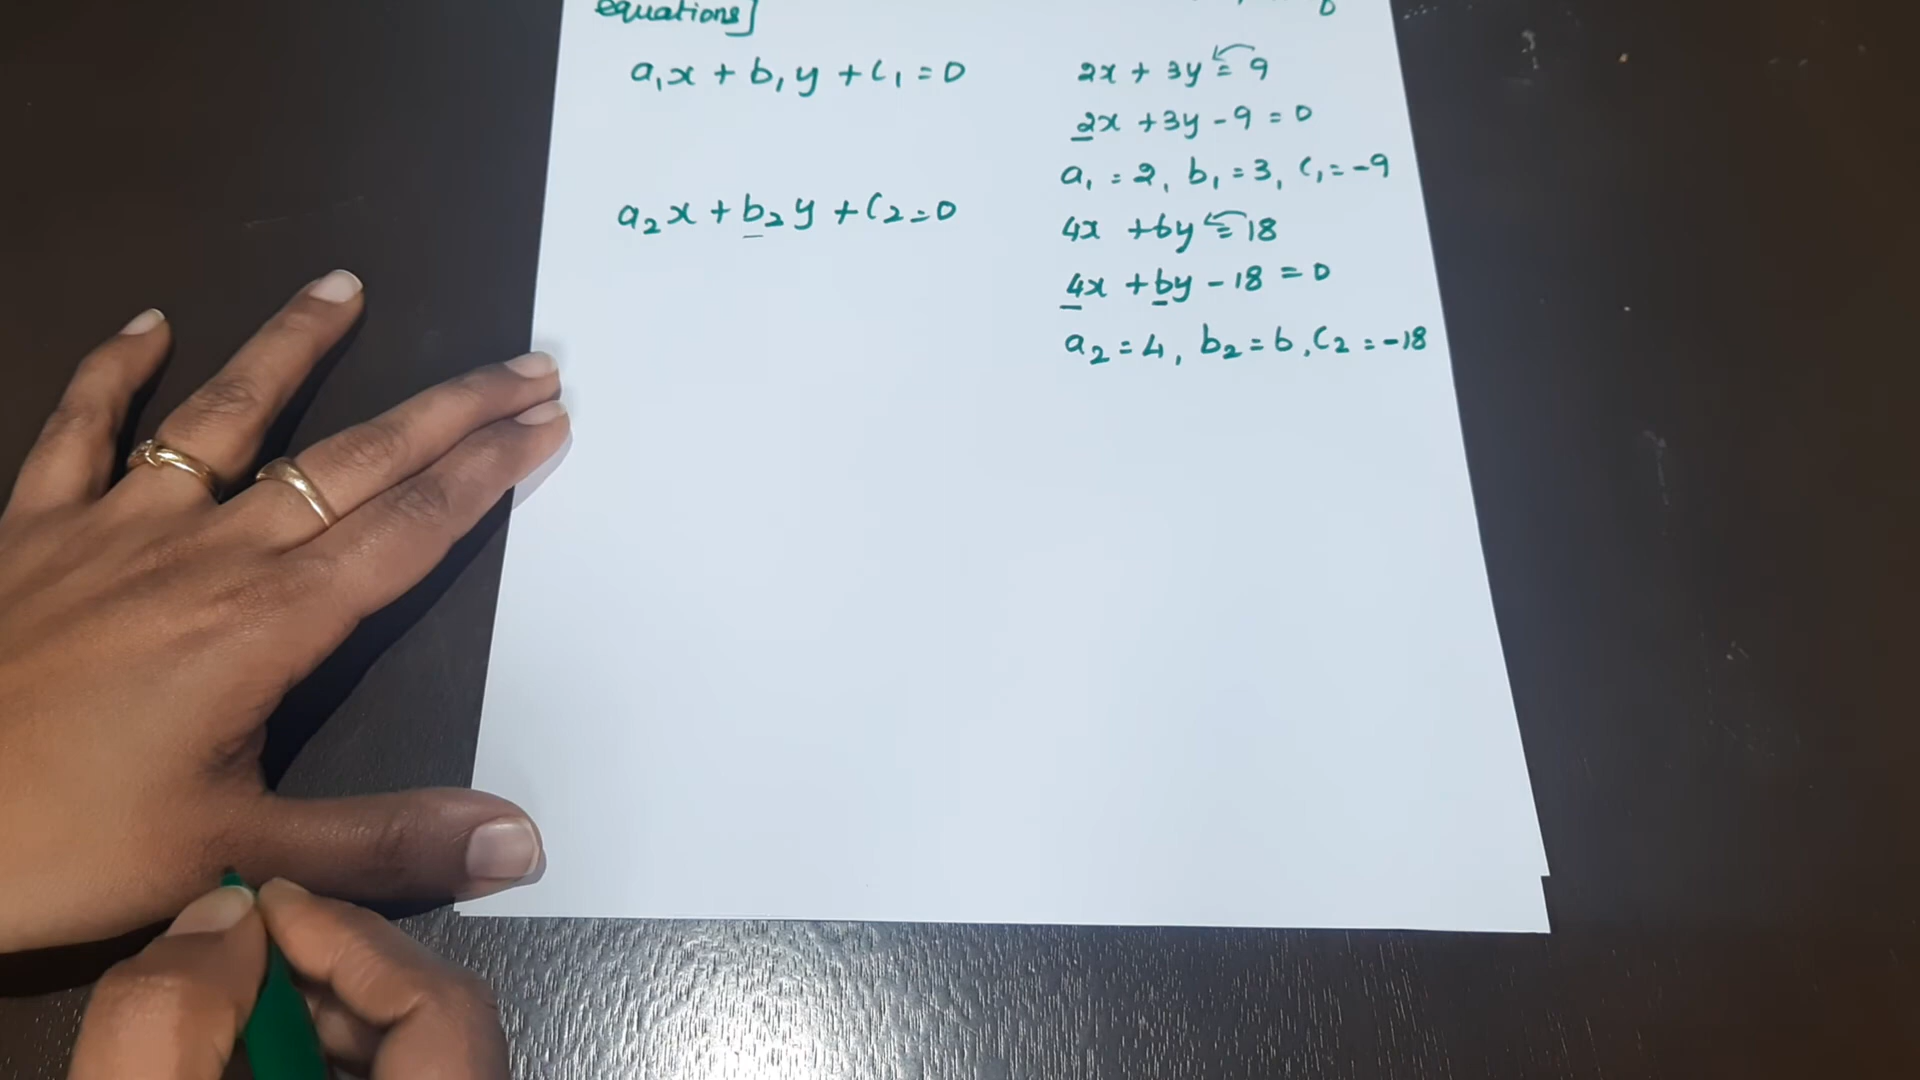 equations]
a₁x + b₁y + c₁ = 0
a₂x + b₂y + c₂ = 0
2x + 3y = 9
2x + 3y - 9 = 0
a₁ = 2, b₁ = 3, c₁ = -9
4x + 6y = 18
4x + 6y - 18 = 0
a₂ = 4, b₂ = 6, c₂ = -18